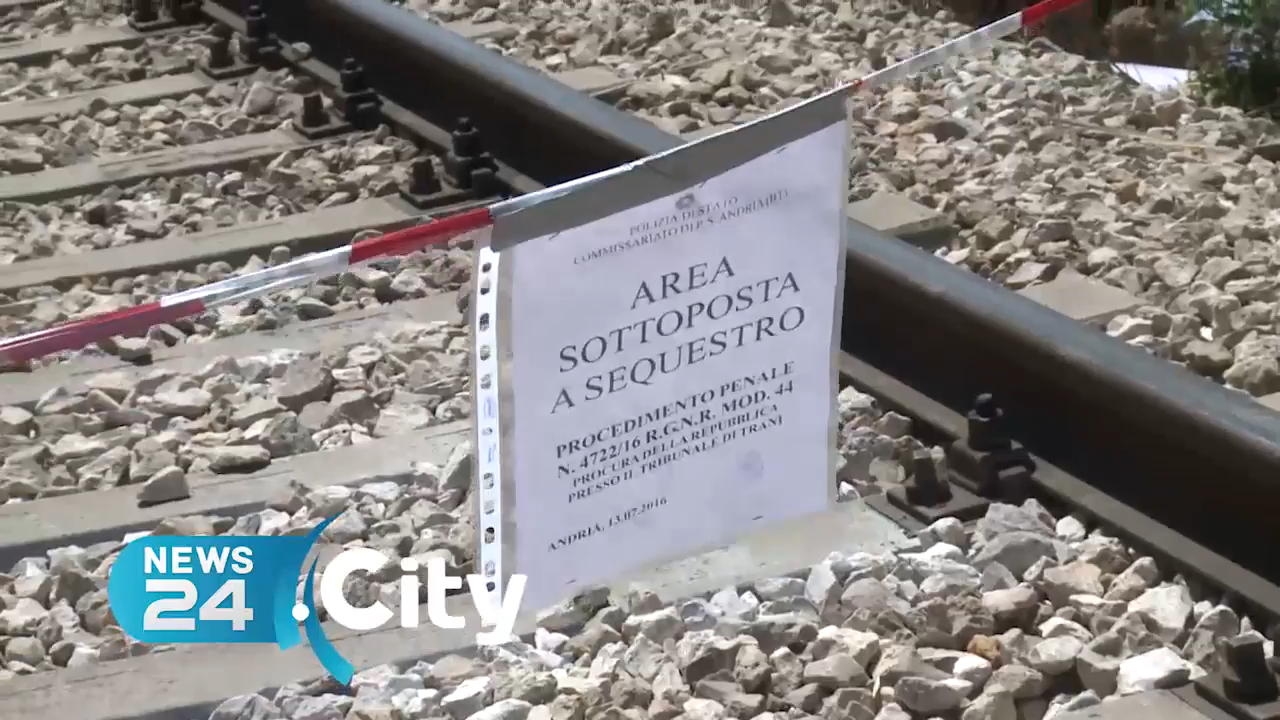 POLIZIA DI STATO
COMMISSARIATO DI P. S. ANDRIA(BT)
AREA
SOTTOPOSTA
A SEQUESTRO
PROCEDIMENTO PENALE
N. 4722/16 R.G.N.R. MOD. 44
PROCURA DELLA REPUBBLICA
PRESSO IL TRIBUNALE DI TRANI
ANDRIA, 13.07.2016
NEWS
24
.City